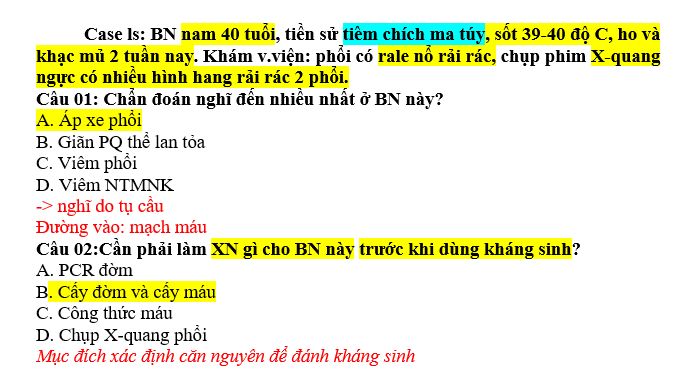 Case ls: BN nam 40 tuổi, tiền sử tiêm chích ma túy, sốt 39-40 độ C, ho và
khạc mủ 2 tuần nay. Khám v.viện: phổi có rale nổ rải rác, chụp phim X-quang
ngực có nhiều hình hang rải rác 2 phổi.
Câu 01: Chẩn đoán nghĩ đến nhiều nhất ở BN này?
A. Áp xe phổi
B. Giãn PQ thể lan tỏa
C. Viêm phổi
D. Viêm NTMNK
-> nghĩ do tụ cầu
Đường vào: mạch máu
Câu 02:Cần phải làm XN gì cho BN này trước khi dùng kháng sinh?
A. PCR đờm
B. Cấy đờm và cấy máu
C. Công thức máu
D. Chụp X-quang phổi
Mục đích xác định căn nguyên để đánh kháng sinh